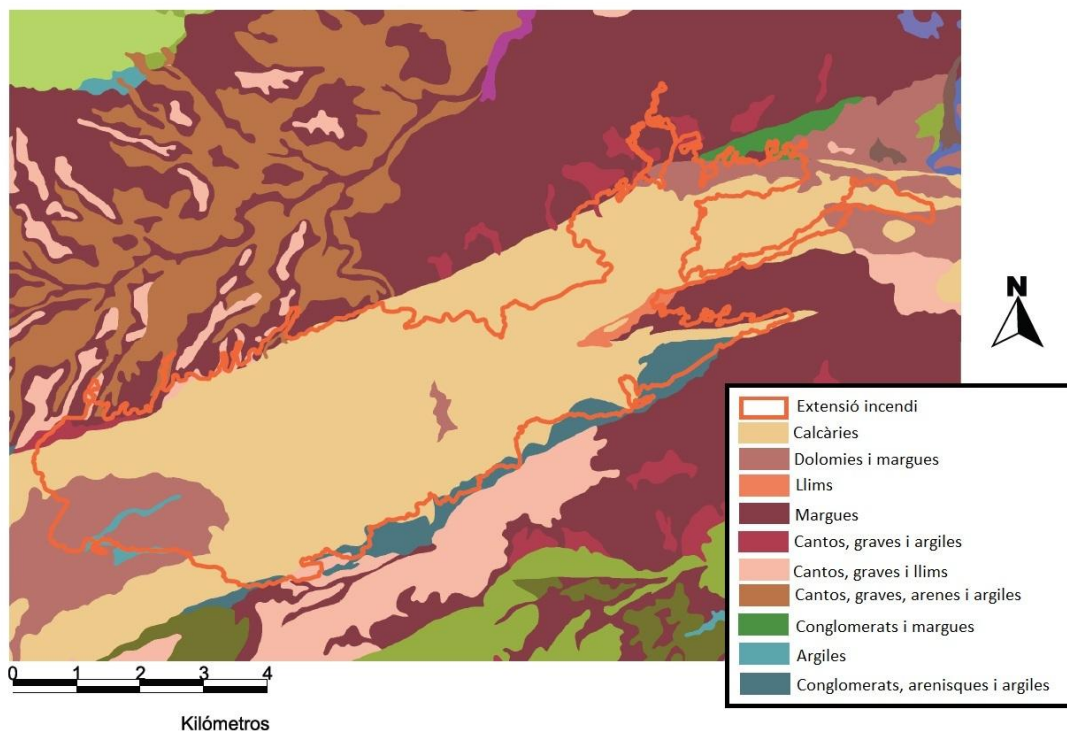 N
Extensió incendi
Calcàries
Dolomies i margues
Llims
Margues
Cantos, graves i argiles
Cantos, graves i llims
Cantos, graves, arenes i argiles
Conglomerats i margues
Argiles
Conglomerats, arenisques i argiles
0 1 2 3 4
Kilómetros